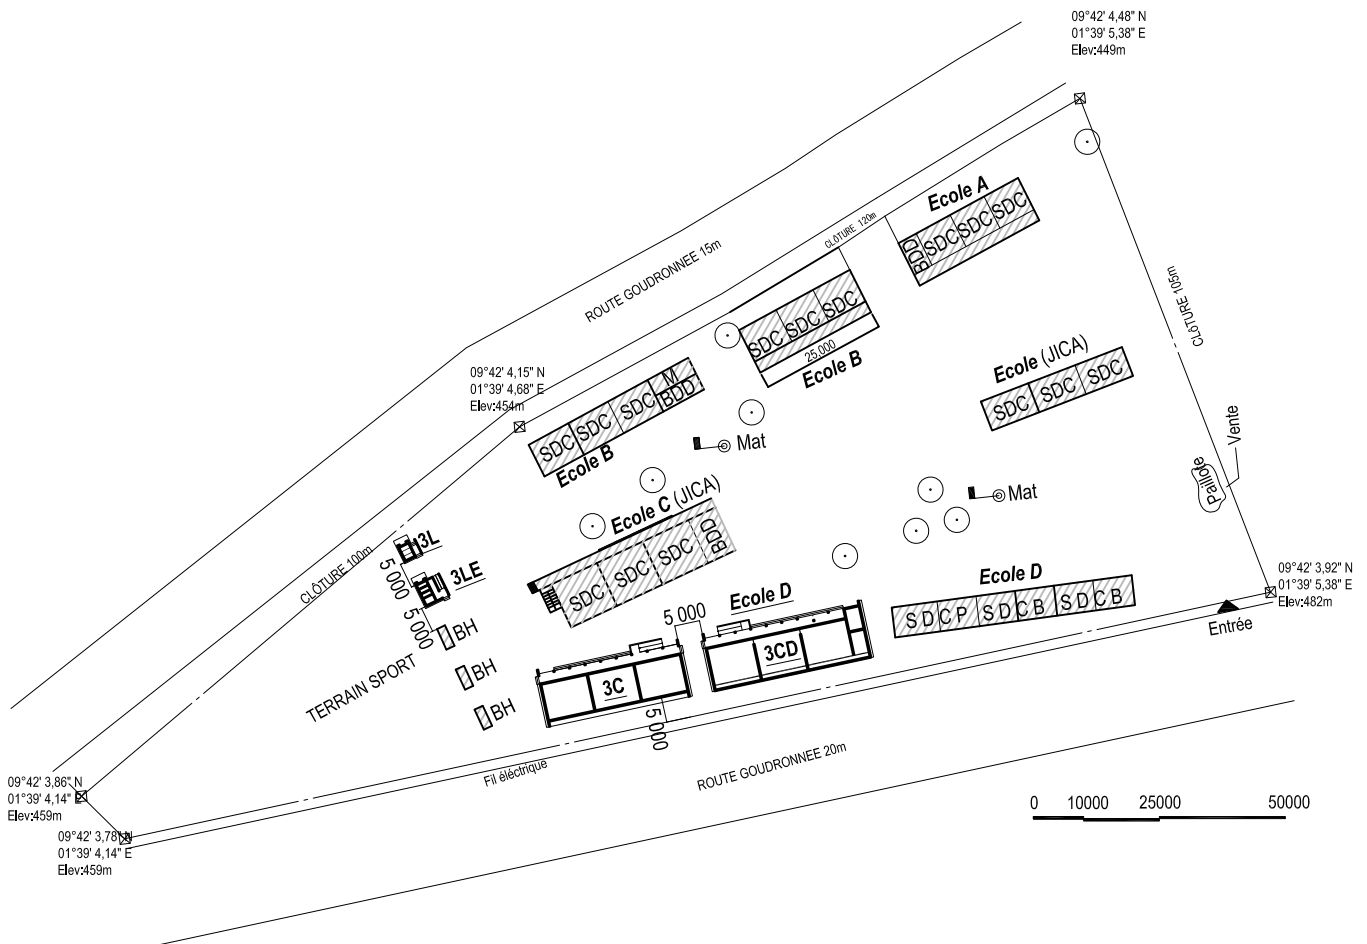 09°42' 4,48" N
01°39' 5,38" E
Elev:449m
Ecole A
BDD SDC SDC SDC
CLÔTURE 120m
ROUTE GOUDRONNEE 15m
CLÔTURE 105m
SDC SDC SDC
25,000
Ecole B
Ecole (JICA)
SDC SDC SDC
09°42' 4,15" N
01°39' 4,68" E
Elev:454m
SDC SDC SDC M
BDD
Ecole B
Mat
Vente
Paillote
Mat
Ecole C (JICA)
SDC SDC SDC BDD
3L
5 000
3LE
5 000
CLÔTURE 100m
BH
BH
BH
TERRAIN SPORT
Ecole D
5 000
3CD
3C
5 000
Ecole D
SDCP SDCB SDCB
09°42' 3,92" N
01°39' 5,38" E
Elev:482m
Entrée
Fil éléctrique
ROUTE GOUDRONNEE 20m
09°42' 3,86" N
01°39' 4,14" E
Elev:459m
09°42' 3,78" N
01°39' 4,14" E
Elev:459m
0 10000 25000 50000